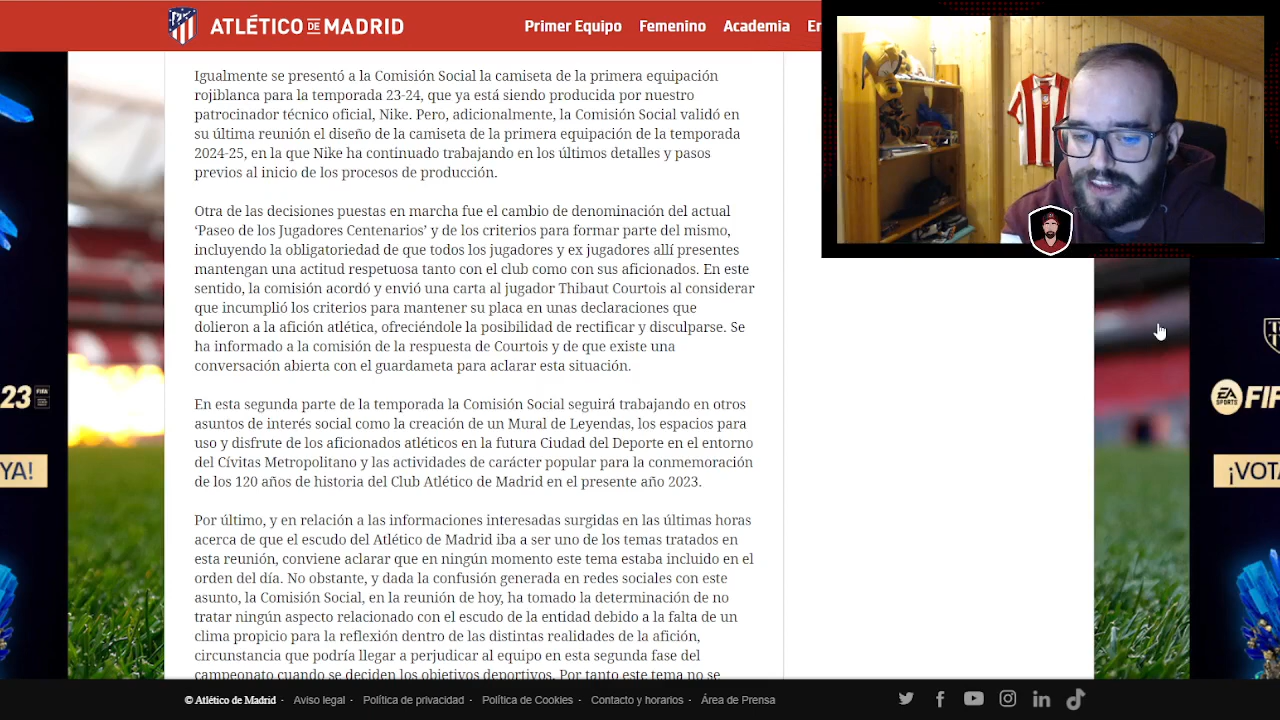 ATLÉTICO DE MADRID
Primer Equipo Femenino Academia
Igualmente se presentó a la Comisión Social la camiseta de la primera equipación
rojiblanca para la temporada 23-24, que ya está siendo producida por nuestro
patrocinador técnico oficial, Nike. Pero, adicionalmente, la Comisión Social validó en
su última reunión el diseño de la camiseta de la primera equipación de la temporada
2024-25, en la que Nike ha continuado trabajando en los últimos detalles y pasos
previos al inicio de los procesos de producción.
Otra de las decisiones puestas en marcha fue el cambio de denominación del actual
‘Paseo de los Jugadores Centenarios’ y de los criterios para formar parte del mismo,
incluyendo la obligatoriedad de que todos los jugadores y ex jugadores allí presentes
mantengan una actitud respetuosa tanto con el club como con sus aficionados. En este
sentido, la comisión acordó y envió una carta al jugador Thibaut Courtois al considerar
que incumplió los criterios para mantener su placa en unas declaraciones que
dolieron a la afición atlética, ofreciéndole la posibilidad de rectificar y disculparse. Se
ha informado a la comisión de la respuesta de Courtois y de que existe una
conversación abierta con el guardameta para aclarar esta situación.
En esta segunda parte de la temporada la Comisión Social seguirá trabajando en otros
asuntos de interés social como la creación de un Mural de Leyendas, los espacios para
uso y disfrute de los aficionados atléticos en la futura Ciudad del Deporte en el entorno
del Cívitas Metropolitano y las actividades de carácter popular para la conmemoración
de los 120 años de historia del Club Atlético de Madrid en el presente año 2023.
Por último, y en relación a las informaciones interesadas surgidas en las últimas horas
acerca de que el escudo del Atlético de Madrid iba a ser uno de los temas tratados en
esta reunión, conviene aclarar que en ningún momento este tema estaba incluido en el
orden del día. No obstante, y dada la confusión generada en redes sociales con este
asunto, la Comisión Social, en la reunión de hoy, ha tomado la determinación de no
tratar ningún aspecto relacionado con el escudo de la entidad debido a la falta de un
clima propicio para la reflexión dentro de las distintas realidades de la afición,
circunstancia que podría llegar a perjudicar al equipo en esta segunda fase del
campeonato cuando se deciden los objetivos deportivos. Por tanto este tema no se
23
YA!
EA SPORTS FIF
¡VOTA
© Atlético de Madrid · Aviso legal · Política de privacidad · Política de Cookies · Contacto y horarios · Área de Prensa